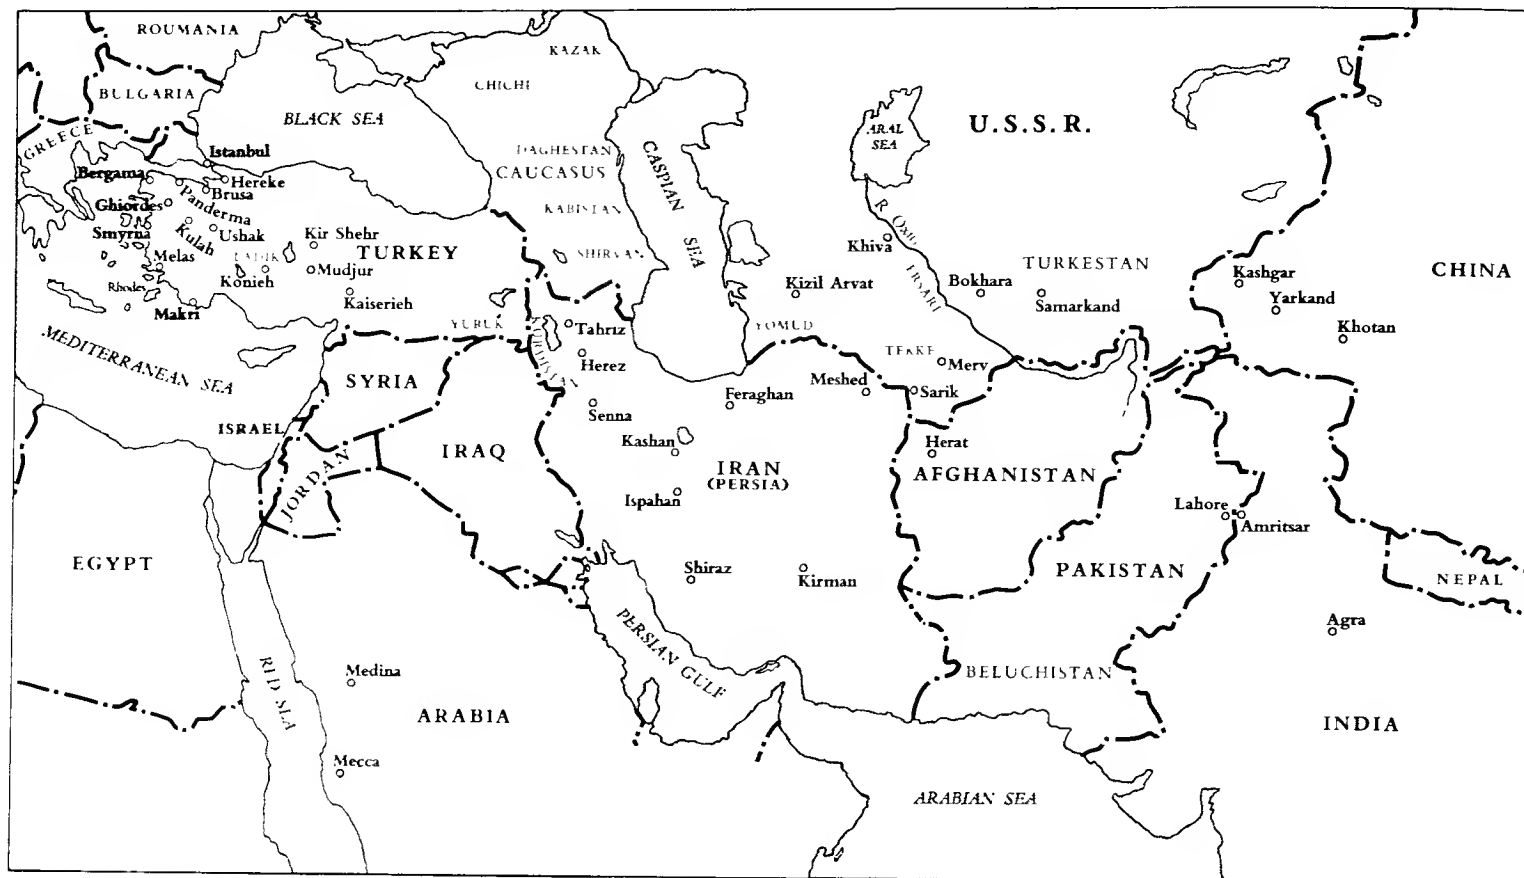 ROUMANIA
KAZAK
CHICHI
BULGARIA
BLACK SEA
ARAL
SEA
U.S.S.R.
GREECE
Istanbul
DAGHESTAN
CAUCASUS
CASPIAN SEA
Bergama
Hereke
Brusa
Panderma
Ghiordes
KABISTAN
R. Oxus
Smyrna
Kulah
Ushak
Kir Shehr
TURKEY
Khiva
SHIRVAN
Melas
LADIK
Konieh
Mudjur
ERSARI
TURKESTAN
Kashgar
CHINA
Rhodes
Kaiserieh
Kizil Arvat
Bokhara
Samarkand
Yarkand
Makri
YURUK
KURDISTAN
Tahriz
YOMUD
Khotan
MEDITERRANEAN SEA
TEKKE
Merv
Herez
SYRIA
Feraghan
Meshed
Sarik
Senna
ISRAEL
Kashan
Herat
IRAQ
JORDAN
IRAN
(PERSIA)
AFGHANISTAN
Ispahan
Lahore
Amritsar
EGYPT
Shiraz
Kirman
PAKISTAN
NEPAL
Agra
PERSIAN GULF
RED SEA
Medina
BELUCHISTAN
ARABIA
INDIA
Mecca
ARABIAN SEA